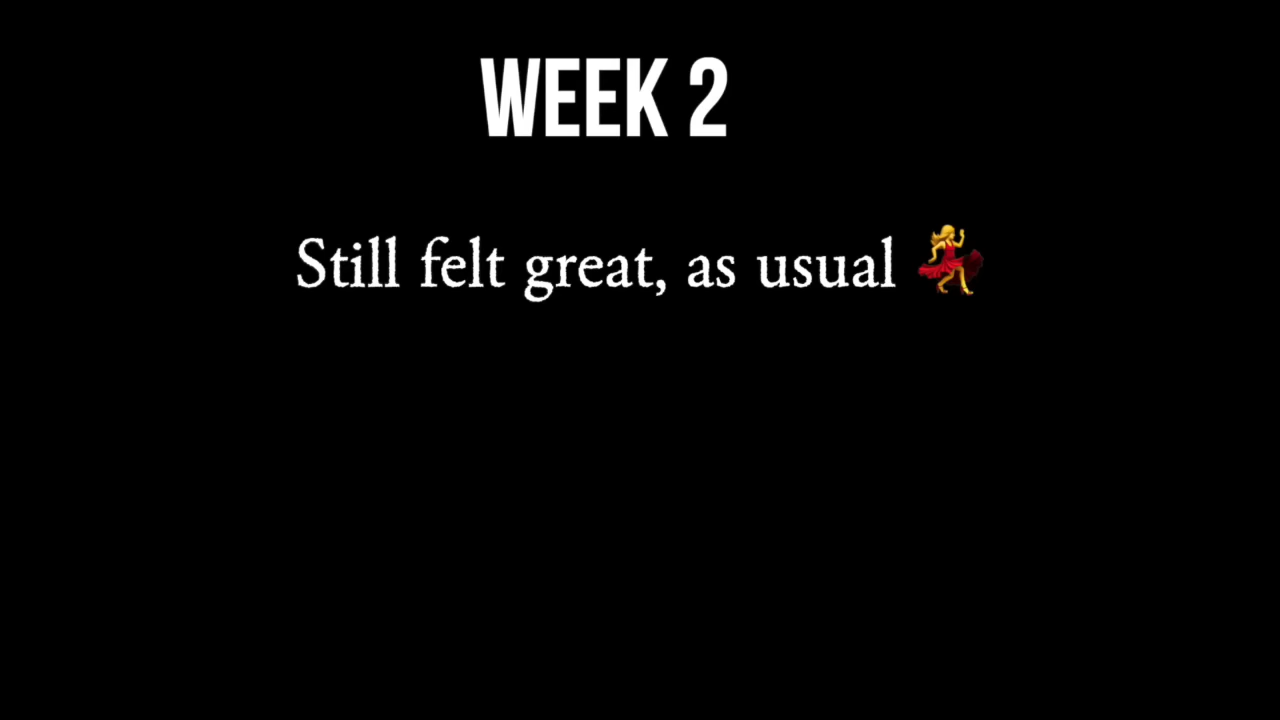 WEEK 2
Still felt great, as usual 💃